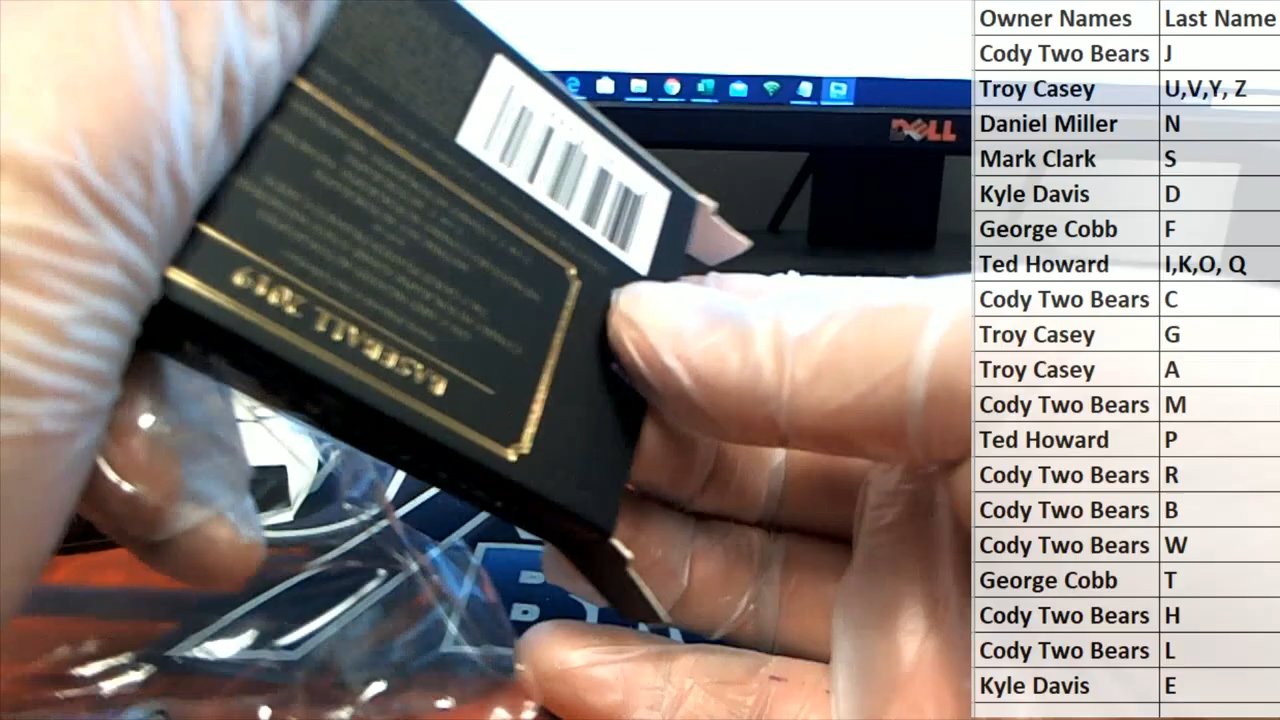 BASEBALL 2019
DELL
Owner Names Last Name
Cody Two Bears J
Troy Casey U,V,Y, Z
Daniel Miller N
Mark Clark S
Kyle Davis D
George Cobb F
Ted Howard I,K,O, Q
Cody Two Bears C
Troy Casey G
Troy Casey A
Cody Two Bears M
Ted Howard P
Cody Two Bears R
Cody Two Bears B
Cody Two Bears W
George Cobb T
Cody Two Bears H
Cody Two Bears L
Kyle Davis E